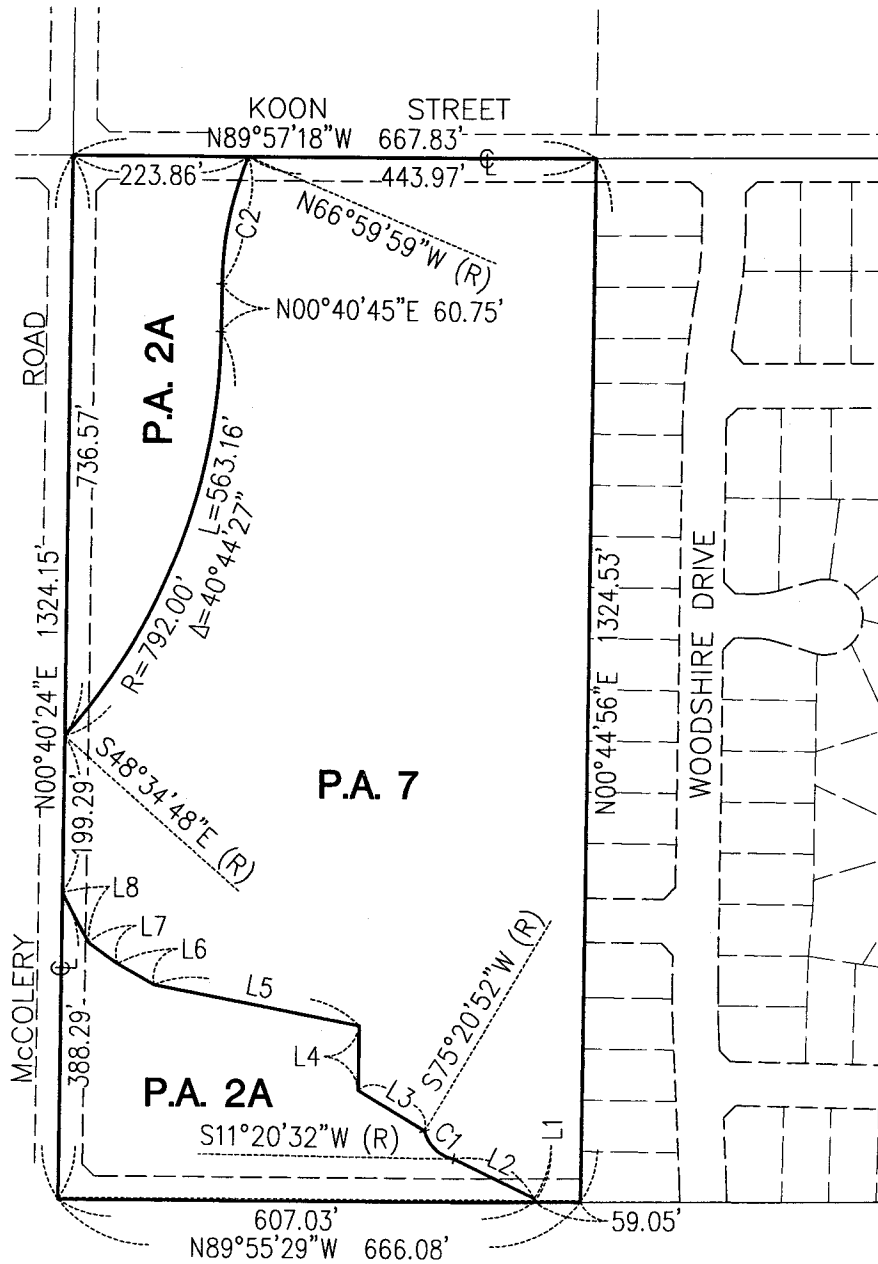 KOON STREET
N89°57'18"W 667.83'
223.86'
443.97'
N66°59'59"W (R)
C2
N00°40'45"E 60.75'
P.A. 2A
ROAD
736.57'
L=563.16'
R=792.00'
Δ=40°44'27"
N00°40'24"E 1324.15'
N00°44'56"E 1324.53'
WOODSHIRE DRIVE
S48°34'48"E (R)
P.A. 7
199.29'
L8
L7
L6
L5
S75°20'52"W (R)
McCOLERY
388.29'
L4
L3
P.A. 2A
C1
S11°20'32"W (R)
L2
L1
607.03'
59.05'
N89°55'29"W 666.08'